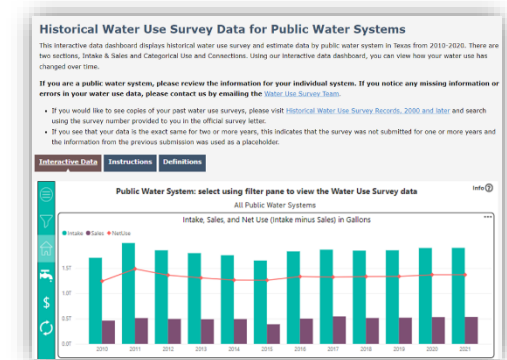 Historical Water Use Survey Data for Public Water Systems
This interactive data dashboard displays historical water use survey and estimate data by public water system in Texas from 2010-2020. There are
two sections, Intake & Sales and Categorical Use and Connections. Using our interactive data dashboard, you can view how your water use has
changed over time.
If you are a public water system, please review the information for your individual system. If you notice any missing information or
errors in your water use data, please contact us by emailing the Water Use Survey Team.
• If you would like to see copies of your past water use surveys, please visit Historical Water Use Survey Records, 2000 and later and search
using the survey number provided to you in the official survey letter.
• If you see that your data is the exact same for two or more years, this indicates that the survey was not submitted for one or more years and
the information from the previous submission was used as a placeholder.
Interactive Data Instructions Definitions
Public Water System: select using filter pane to view the Water Use Survey data
Info ?
All Public Water Systems
Intake, Sales, and Net Use (Intake minus Sales) in Gallons
Intake Sales NetUse
1.5T
1.0T
0.5T
0.0T
2010 2011 2012 2013 2014 2015 2016 2017 2018 2019 2020 2021
$